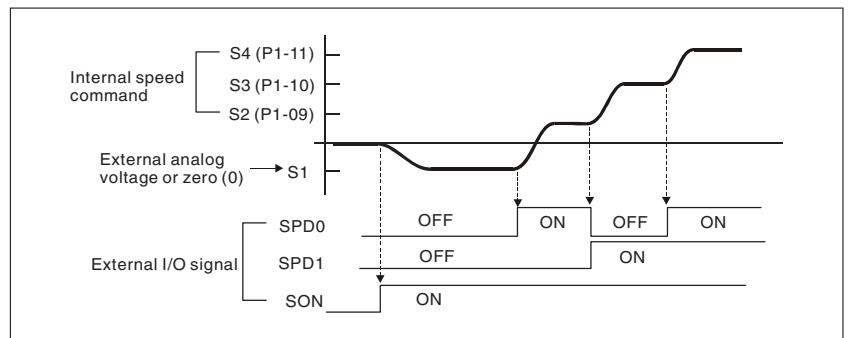 S4 (P1-11)
Internal speed
command
S3 (P1-10)
S2 (P1-09)
External analog
voltage or zero (0)
S1
SPD0
OFF
ON
OFF
ON
External I/O signal
SPD1
OFF
ON
SON
ON